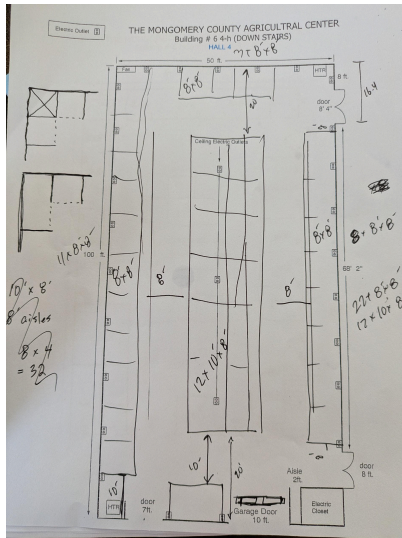 Electric Outlet
THE MONTGOMERY COUNTY AGRICULTRAL CENTER
Building # 6 4-h (DOWN STAIRS)
HALL 4
50 ft.
7 + 8' x 8'
HTR
8 ft.
8' x 8'
20'
16.4
door
8' 4"
8'
Ceiling Electric Outlets
11 x 8' x 8'
100 ft.
8' x 8'
8'
8'
8' x 8'
8 + 8' x 8'
68' 2"
10' x 8'
8' aisles
8 x 4
= 32
22 + 8' x 8'
12 x 10' x 8'
12 x 10' x 8'
10'
20'
8'
10'
HTR
door
7ft.
Garage Door
10 ft.
Aisle
2ft.
Electric
Closet
door
8 ft.